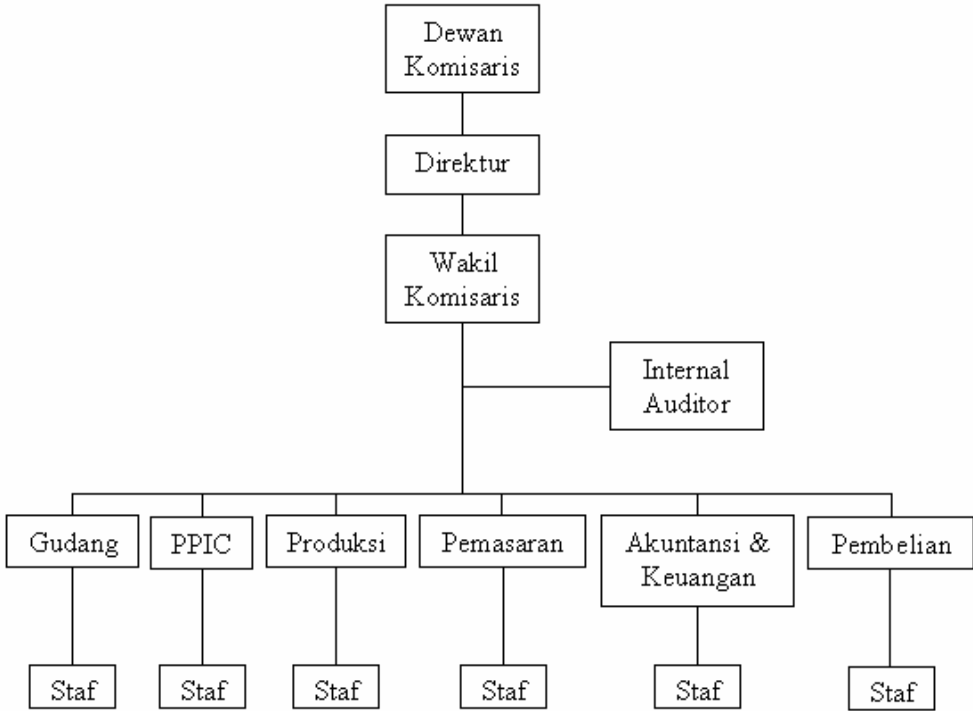 Dewan
Komisaris
Direktur
Wakil
Komisaris
Internal
Auditor
Gudang
PPIC
Produksi
Pemasaran
Akuntansi &
Keuangan
Pembelian
Staf
Staf
Staf
Staf
Staf
Staf